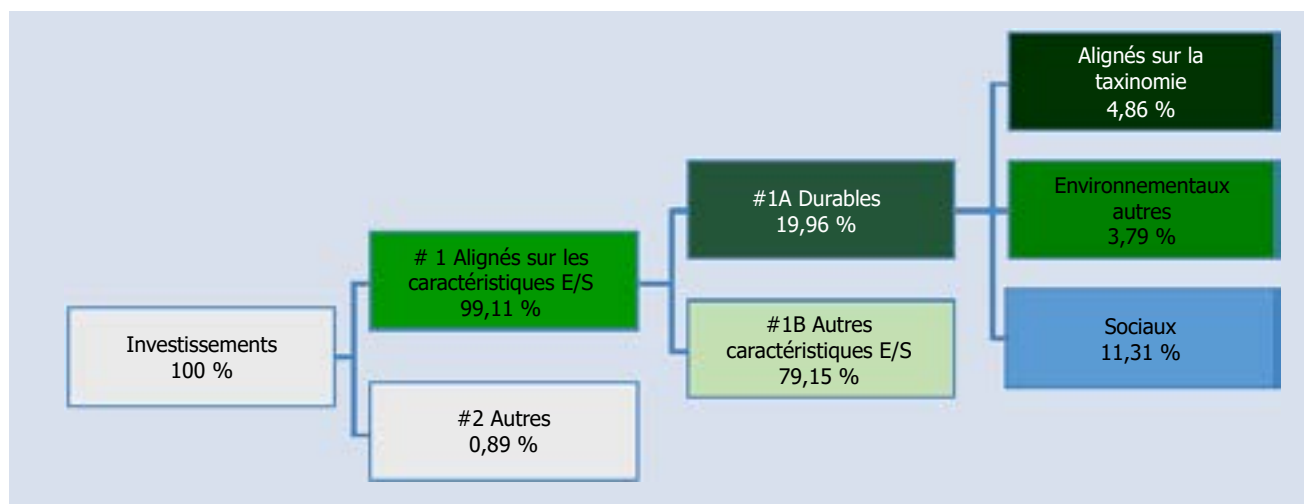 Investissements
100 %
# 1 Alignés sur les
caractéristiques E/S
99,11 %
#2 Autres
0,89 %
#1A Durables
19,96 %
#1B Autres
caractéristiques E/S
79,15 %
Alignés sur la
taxinomie
4,86 %
Environnementaux
autres
3,79 %
Sociaux
11,31 %